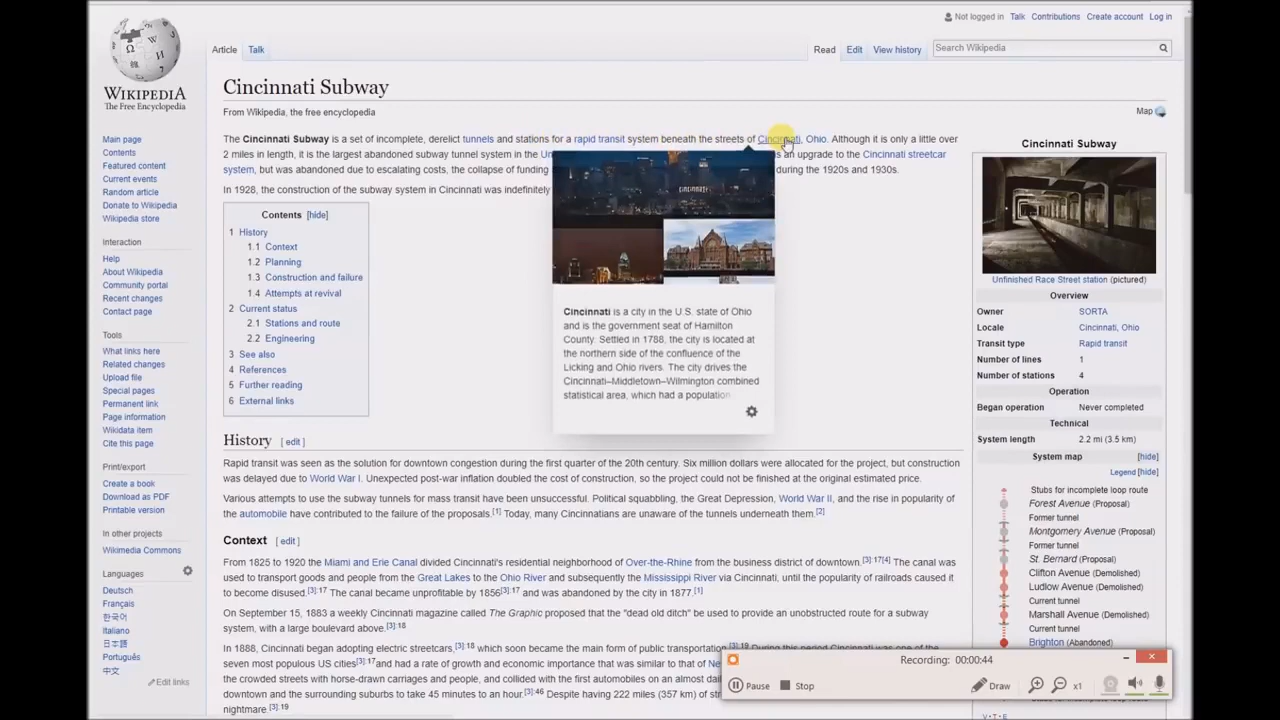 Not logged in Talk Contributions Create account Log in
WIKIPEDIA
The Free Encyclopedia
Article Talk
Read Edit View history
Search Wikipedia
Main page
Contents
Featured content
Current events
Random article
Donate to Wikipedia
Wikipedia store
Interaction
Help
About Wikipedia
Community portal
Recent changes
Contact page
Tools
What links here
Related changes
Upload file
Special pages
Permanent link
Page information
Wikidata item
Cite this page
Print/export
Create a book
Download as PDF
Printable version
In other projects
Wikimedia Commons
Languages
Deutsch
Français
한국어
Italiano
日本語
Português
中文
Edit links
Cincinnati Subway
From Wikipedia, the free encyclopedia
Map
The Cincinnati Subway is a set of incomplete, derelict tunnels and stations for a rapid transit system beneath the streets of Cincinnati, Ohio. Although it is only a little over
2 miles in length, it is the largest abandoned subway tunnel system in the an upgrade to the Cincinnati streetcar
system, but was abandoned due to escalating costs, the collapse of funding during the 1920s and 1930s.
In 1928, the construction of the subway system in Cincinnati was indefinitely
CINCINNATI
Cincinnati is a city in the U.S. state of Ohio
and is the government seat of Hamilton
County. Settled in 1788, the city is located at
the northern side of the confluence of the
Licking and Ohio rivers. The city drives the
Cincinnati–Middletown–Wilmington combined
statistical area, which had a population
Contents [hide]
1 History
1.1 Context
1.2 Planning
1.3 Construction and failure
1.4 Attempts at revival
2 Current status
2.1 Stations and route
2.2 Engineering
3 See also
4 References
5 Further reading
6 External links
History [ edit ]
Rapid transit was seen as the solution for downtown congestion during the first quarter of the 20th century. Six million dollars were allocated for the project, but construction
was delayed due to World War I. Unexpected post-war inflation doubled the cost of construction, so the project could not be finished at the original estimated price.
Various attempts to use the subway tunnels for mass transit have been unsuccessful. Political squabbling, the Great Depression, World War II, and the rise in popularity of
the automobile have contributed to the failure of the proposals.[1] Today, many Cincinnatians are unaware of the tunnels underneath them.[2]
Context [ edit ]
From 1825 to 1920 the Miami and Erie Canal divided Cincinnati's residential neighborhood of Over-the-Rhine from the business district of downtown.[3]:17[4] The canal was
used to transport goods and people from the Great Lakes to the Ohio River and subsequently the Mississippi River via Cincinnati, until the popularity of railroads caused it
to become disused.[3]:17 The canal became unprofitable by 1856[3]:17 and was abandoned by the city in 1877.[1]
On September 15, 1883 a weekly Cincinnati magazine called The Graphic proposed that the "dead old ditch" be used to provide an unobstructed route for a subway
system, with a large boulevard above.[3]:18
In 1888, Cincinnati began adopting electric streetcars,[3]:18 which soon became the main form of public transportation.[3]:19 During this period Cincinnati was one of the
seven most populous US cities[3]:17 and had a rate of growth and economic importance that was similar to that of
the crowded streets with horse-drawn carriages and people, and collided with the first automobiles on an almost
downtown and the surrounding suburbs to take 45 minutes to an hour.[3]:46 Despite having 222 miles (357 km) of
nightmare.[3]:19
Cincinnati Subway
Unfinished Race Street station (pictured)
Overview
Owner SORTA
Locale Cincinnati, Ohio
Transit type Rapid transit
Number of lines 1
Number of stations 4
Operation
Began operation Never completed
Technical
System length 2.2 mi (3.5 km)
System map [hide]
Legend [hide]
Stubs for incomplete loop route
Forest Avenue (Proposal)
Former tunnel
Montgomery Avenue (Proposal)
Former tunnel
St. Bernard (Proposal)
Clifton Avenue (Demolished)
Ludlow Avenue (Demolished)
Current tunnel
Marshall Avenue (Demolished)
Current tunnel
Brighton (Abandoned)
V·T·E
Recording: 00:00:44
Pause Stop Draw x1